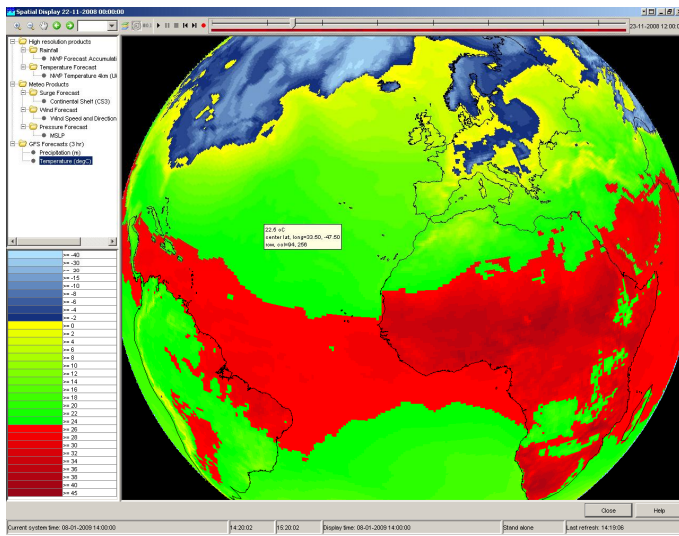 Spatial Display 22-11-2008 00:00:00
23-11-2008 12:00:0
High resolution products
Rainfall
NWP Forecast Accumulati
Temperature Forecast
NWP Temperature 4km (U
Meteo Products
Surge Forecast
Continental Shelf (CS3)
Wind Forecast
Wind Speed and Direction
Pressure Forecast
MSLP
GFS Forecasts (3 hr)
Precipitation (m)
Temperature (degC)
22.6 oC
center lat, long=33.50, -47.50
row, col=94, 256
>= -40
>= -30
>= -20
>= -15
>= -10
>= -8
>= -6
>= -4
>= -2
>= 0
>= 2
>= 4
>= 6
>= 8
>= 10
>= 12
>= 14
>= 16
>= 18
>= 20
>= 22
>= 24
>= 26
>= 28
>= 30
>= 32
>= 34
>= 36
>= 38
>= 40
>= 45
Close Help
Current system time: 08-01-2009 14:00:00 14:20:02 15:20:02 Display time: 08-01-2009 14:00:00 Stand alone Last refresh: 14:19:06